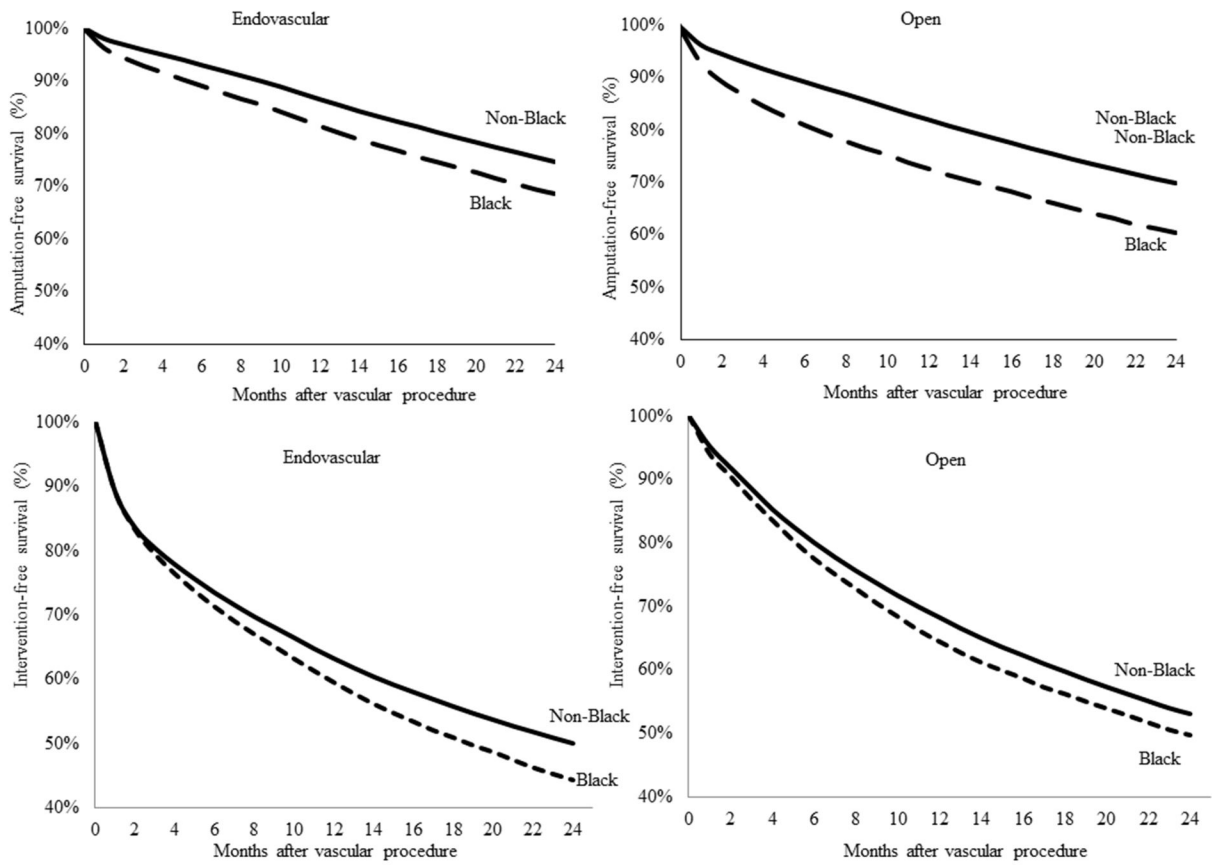 Endovascular
Amputation-free survival (%)
100%
90%
80%
70%
60%
50%
40%
Non-Black
Black
0 2 4 6 8 10 12 14 16 18 20 22 24
Months after vascular procedure
Open
Amputation-free survival (%)
100%
90%
80%
70%
60%
50%
40%
Non-Black
Non-Black
Black
0 2 4 6 8 10 12 14 16 18 20 22 24
Months after vascular procedure
Endovascular
Intervention-free survival (%)
100%
90%
80%
70%
60%
50%
40%
Non-Black
Black
0 2 4 6 8 10 12 14 16 18 20 22 24
Months after vascular procedure
Open
Intervention-free survival (%)
100%
90%
80%
70%
60%
50%
40%
Non-Black
Black
0 2 4 6 8 10 12 14 16 18 20 22 24
Months after vascular procedure